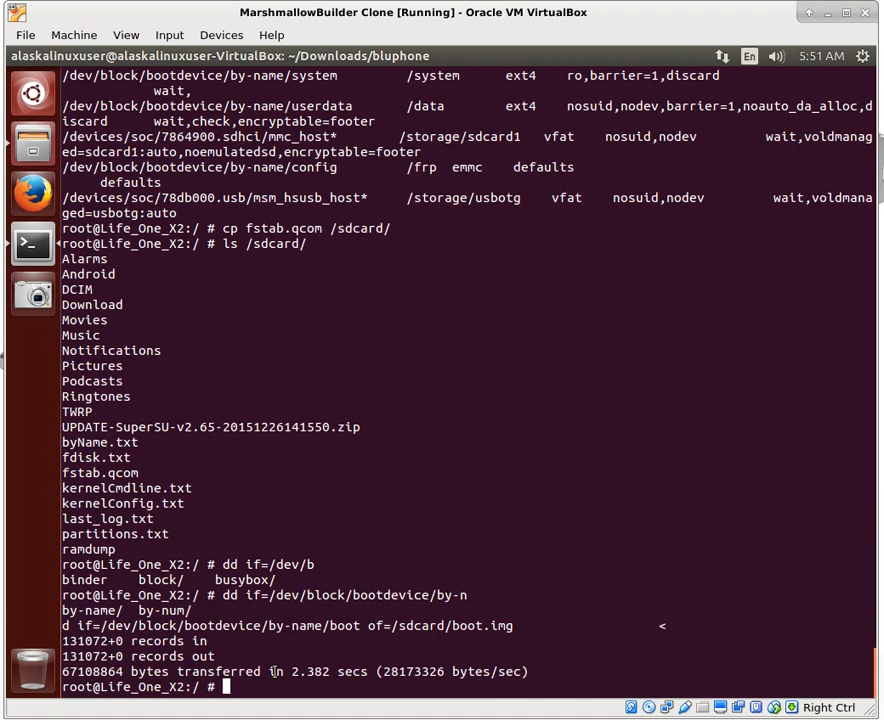 MarshmallowBuilder Clone [Running] - Oracle VM VirtualBox
File Machine View Input Devices Help
alaskalinuxuser@alaskalinuxuser-VirtualBox: ~/Downloads/bluphone En 5:51 AM
/dev/block/bootdevice/by-name/system /system ext4 ro,barrier=1,discard
wait,
/dev/block/bootdevice/by-name/userdata /data ext4 nosuid,nodev,barrier=1,noauto_da_alloc,d
iscard wait,check,encryptable=footer
/devices/soc/7864900.sdhci/mmc_host* /storage/sdcard1 vfat nosuid,nodev wait,voldmanag
ed=sdcard1:auto,noemulatedsd,encryptable=footer
/dev/block/bootdevice/by-name/config /frp emmc defaults
defaults
/devices/soc/78db000.usb/msm_hsusb_host* /storage/usbotg vfat nosuid,nodev wait,voldmana
ged=usbotg:auto
root@Life_One_X2:/ # cp fstab.qcom /sdcard/
root@Life_One_X2:/ # ls /sdcard/
Alarms
Android
DCIM
Download
Movies
Music
Notifications
Pictures
Podcasts
Ringtones
TWRP
UPDATE-SuperSU-v2.65-20151226141550.zip
byName.txt
fdisk.txt
fstab.qcom
kernelCmdline.txt
kernelConfig.txt
last_log.txt
partitions.txt
ramdump
root@Life_One_X2:/ # dd if=/dev/b
binder block/ busybox/
root@Life_One_X2:/ # dd if=/dev/block/bootdevice/by-n
by-name/ by-num/
d if=/dev/block/bootdevice/by-name/boot of=/sdcard/boot.img <
131072+0 records in
131072+0 records out
67108864 bytes transferred in 2.382 secs (28173326 bytes/sec)
root@Life_One_X2:/ #
Right Ctrl